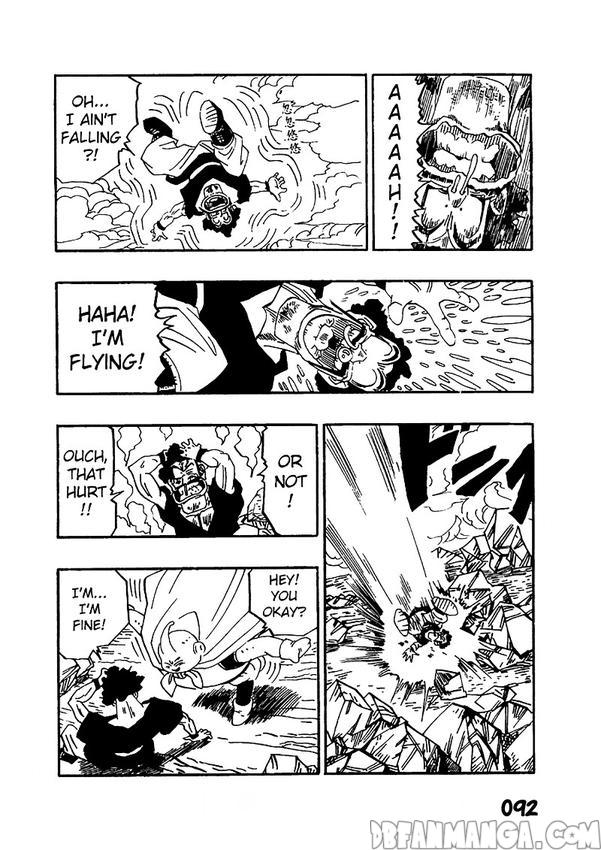 AAAAAH!!
OH...
I AIN'T
FALLING
?!
忽忽悠悠
HAHA!
I'M
FLYING!
OR
NOT!
OUCH,
THAT
HURT
!!
HEY!
YOU
OKAY?
I'M...
I'M
FINE!
092
DBFANMANGA.COM